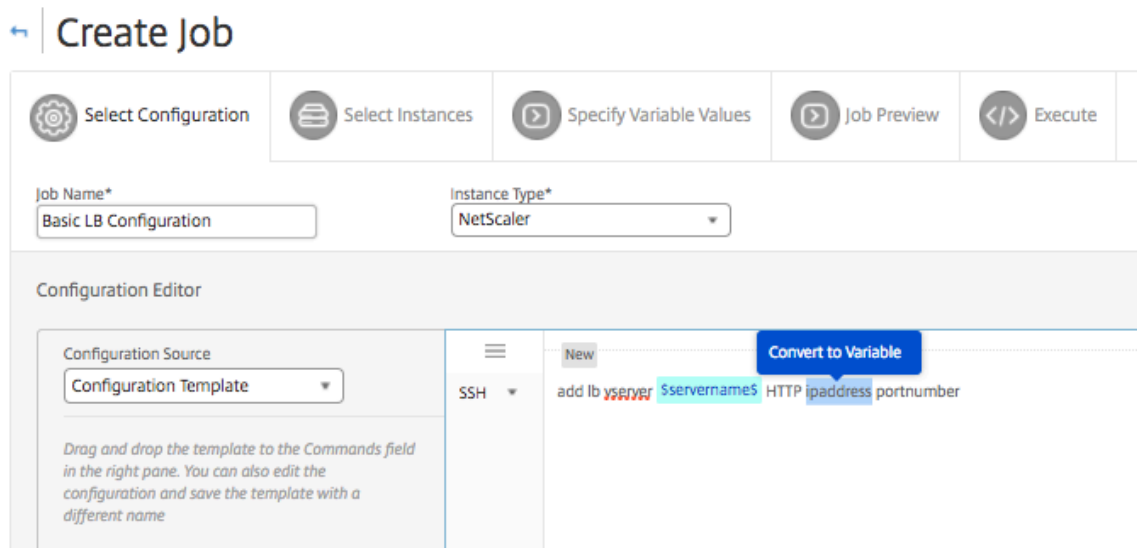 Create Job
Select Configuration
Select Instances
Specify Variable Values
Job Preview
Execute
Job Name*
Instance Type*
Basic LB Configuration
NetScaler
Configuration Editor
Configuration Source
Configuration Template
Drag and drop the template to the Commands field
in the right pane. You can also edit the
configuration and save the template with a
different name
New
Convert to Variable
SSH
add lb vserver $servername$ HTTP ipaddress portnumber